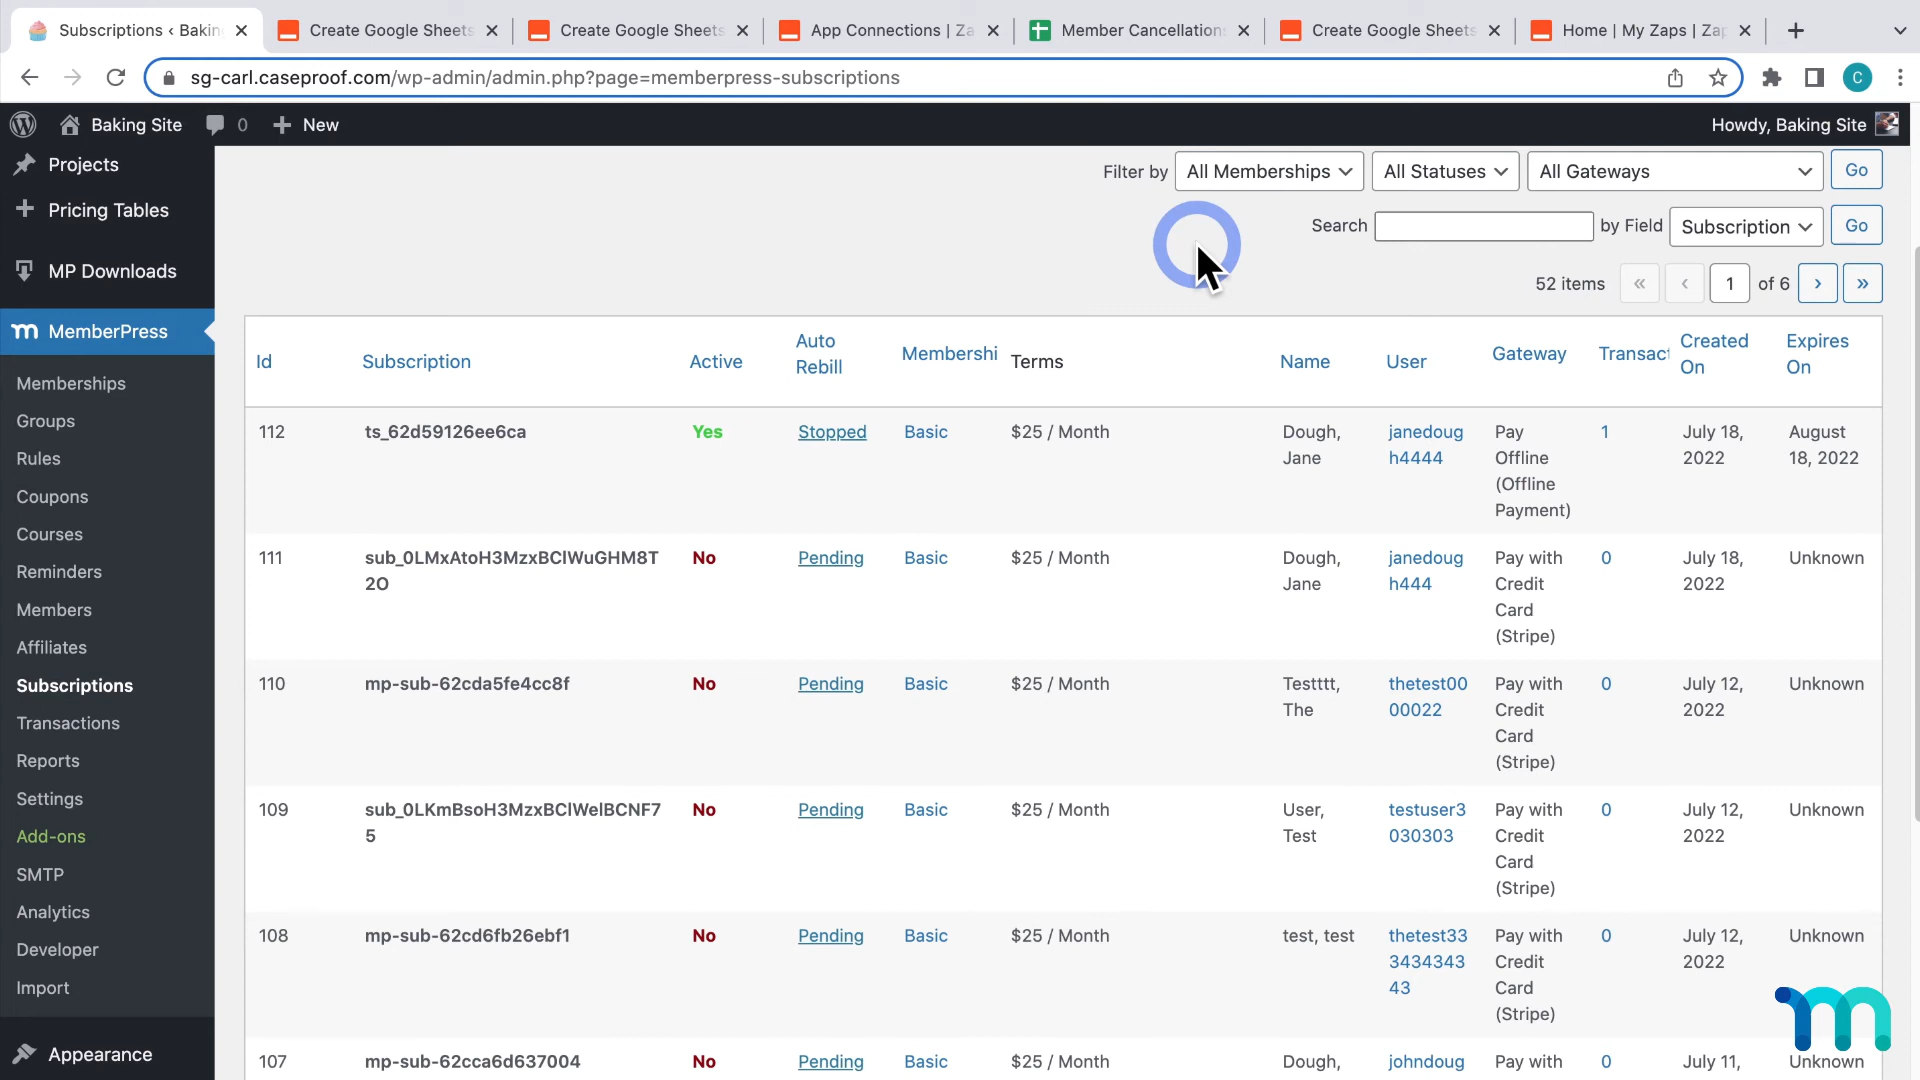 Subscriptions ‹ Bakin
Create Google Sheets
Create Google Sheets
App Connections | Za
Member Cancellation
Create Google Sheets
Home | My Zaps | Zap
sg-carl.caseproof.com/wp-admin/admin.php?page=memberpress-subscriptions
C
Baking Site
0
New
Howdy, Baking Site
Projects
Pricing Tables
MP Downloads
MemberPress
Memberships
Groups
Rules
Coupons
Courses
Reminders
Members
Affiliates
Subscriptions
Transactions
Reports
Settings
Add-ons
SMTP
Analytics
Developer
Import
Appearance
Filter by All Memberships All Statuses All Gateways Go
Search by Field Subscription Go
52 items « ‹ 1 of 6 › »
Id
Subscription
Active
Auto
Rebill
Membershi
Terms
Name
User
Gateway
Transact
Created
On
Expires
On
112
ts_62d59126ee6ca
Yes
Stopped
Basic
$25 / Month
Dough,
Jane
janedoug
h4444
Pay
Offline
(Offline
Payment)
1
July 18,
2022
August
18, 2022
111
sub_0LMxAtoH3MzxBClWuGHM8T
2O
No
Pending
Basic
$25 / Month
Dough,
Jane
janedoug
h444
Pay with
Credit
Card
(Stripe)
0
July 18,
2022
Unknown
110
mp-sub-62cda5fe4cc8f
No
Pending
Basic
$25 / Month
Testttt,
The
thetest00
00022
Pay with
Credit
Card
(Stripe)
0
July 12,
2022
Unknown
109
sub_0LKmBsoH3MzxBClWelBCNF7
5
No
Pending
Basic
$25 / Month
User,
Test
testuser3
030303
Pay with
Credit
Card
(Stripe)
0
July 12,
2022
Unknown
108
mp-sub-62cd6fb26ebf1
No
Pending
Basic
$25 / Month
test, test
thetest33
3434343
43
Pay with
Credit
Card
(Stripe)
0
July 12,
2022
Unknown
107
mp-sub-62cca6d637004
No
Pending
Basic
$25 / Month
Dough,
johndoug
Pay with
0
July 11,
Unknown